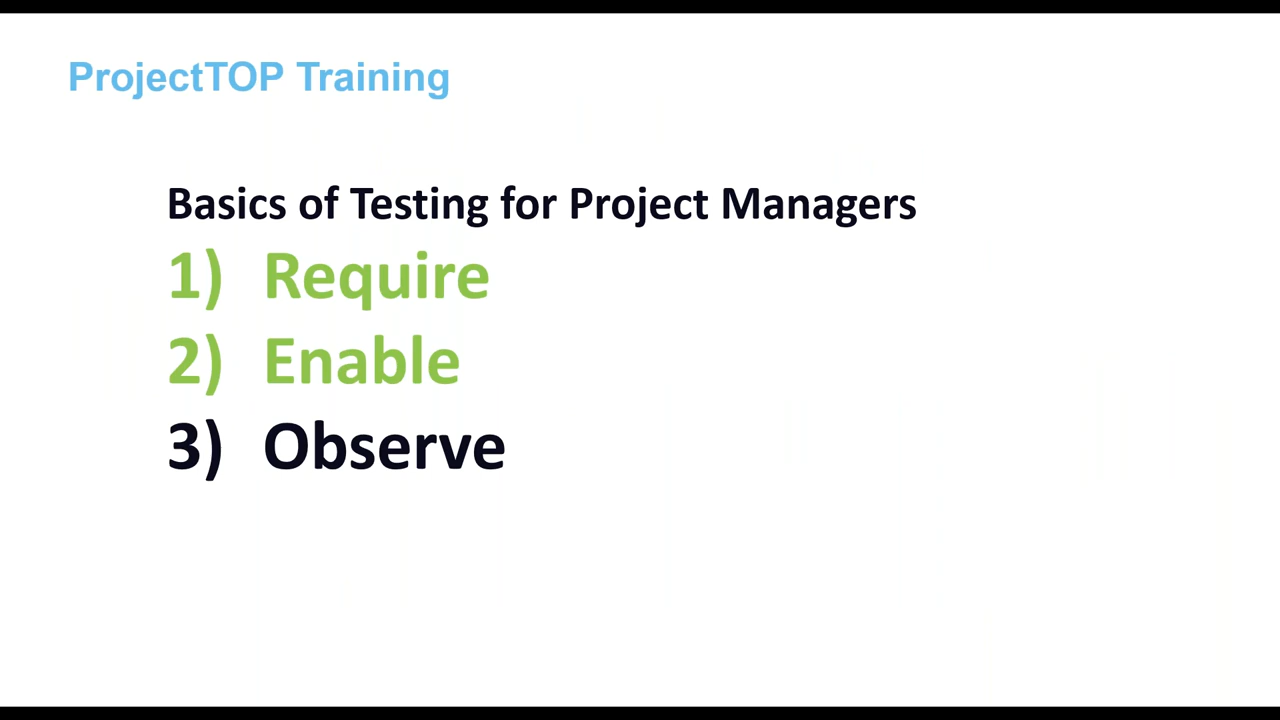 ProjectTOP Training
Basics of Testing for Project Managers
1) Require
2) Enable
3) Observe